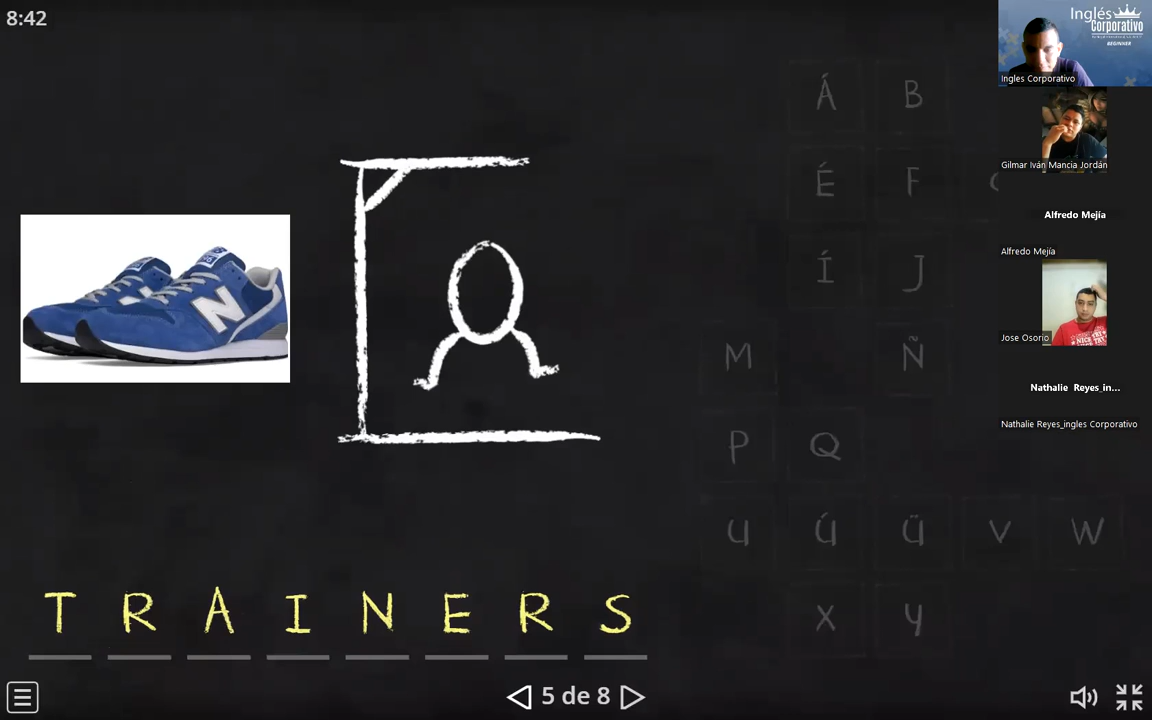 8:42
Inglés
Corporativo
BEGINNER
Ingles Corporativo
Gilmar Iván Mancia Jordán
Alfredo Mejía
Alfredo Mejía
Jose Osorio
Nathalie Reyes_in...
Nathalie Reyes_ingles Corporativo
Á B
É F
Í J
M Ñ
P Q
U Ú Ü V W
X Y
N
T R A I N E R S
5 de 8